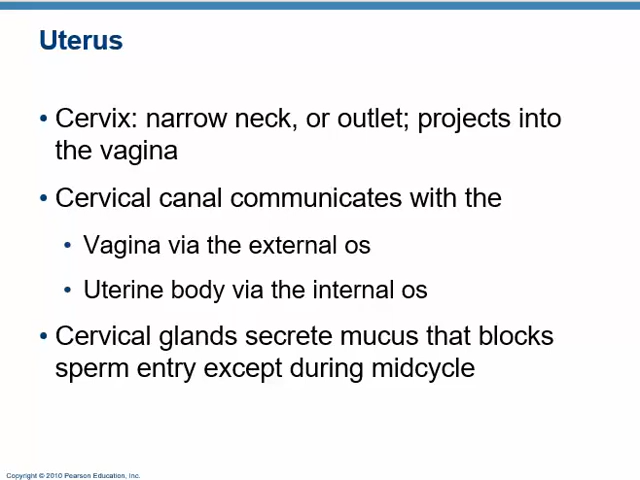 Uterus
• Cervix: narrow neck, or outlet; projects into
the vagina
• Cervical canal communicates with the
• Vagina via the external os
• Uterine body via the internal os
• Cervical glands secrete mucus that blocks
sperm entry except during midcycle
Copyright © 2010 Pearson Education, Inc.